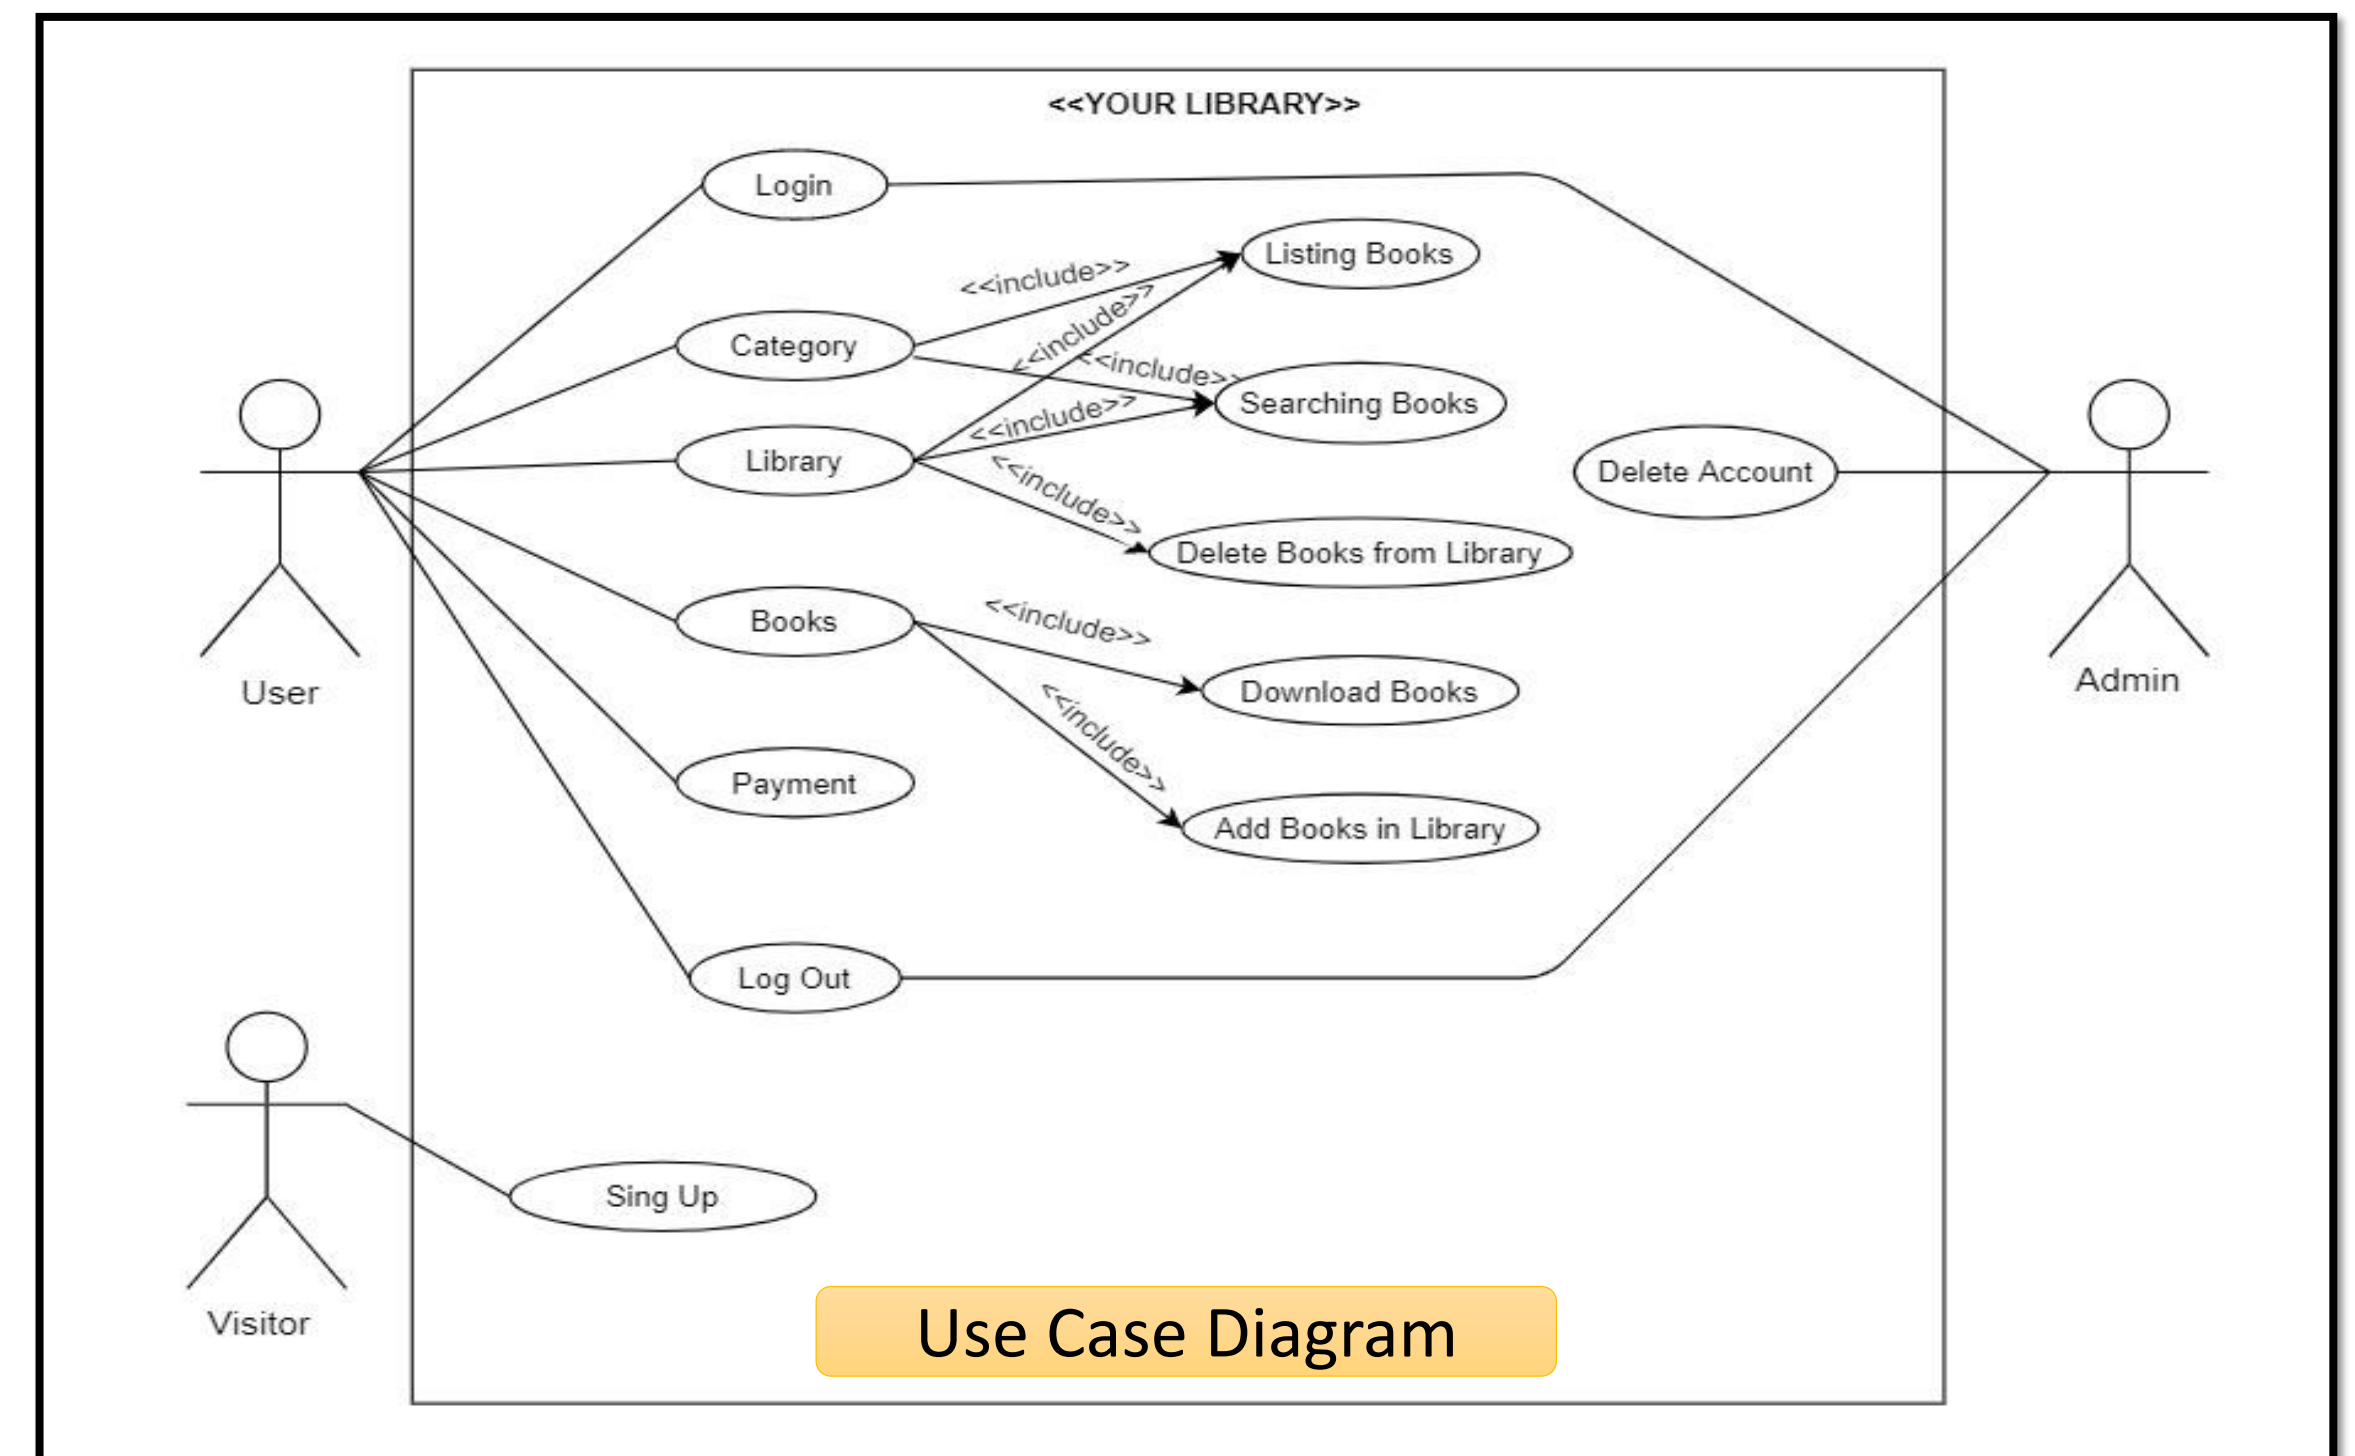 <<YOUR LIBRARY>>
Login
Listing Books
<<include>>
<<include>>
Category
<<include>>
Searching Books
<<include>>
Library
Delete Account
<<include>>
Delete Books from Library
Books
<<include>>
User
Download Books
Admin
<<include>>
Payment
Add Books in Library
Log Out
Sing Up
Visitor
Use Case Diagram